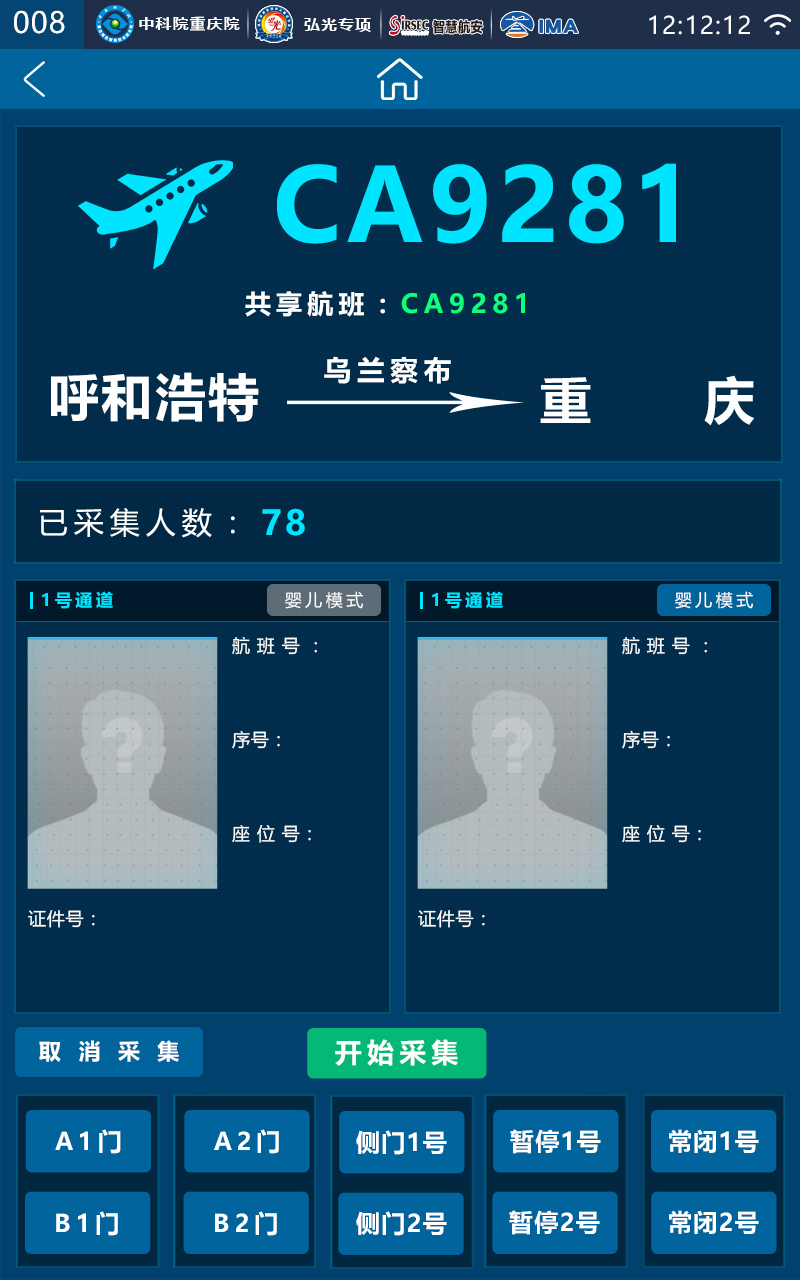 008 中科院重庆院 弘光专项 SiRSEC 智慧航安 IMA 12:12:12
CA9281
共享航班：CA9281
乌兰察布
呼和浩特 重 庆
已采集人数： 78
1号通道 婴儿模式
航班号：
?
序号：
座位号：
证件号：
1号通道 婴儿模式
航班号：
?
序号：
座位号：
证件号：
取消采集 开始采集
A1门 A2门 侧门1号 暂停1号 常闭1号
B1门 B2门 侧门2号 暂停2号 常闭2号